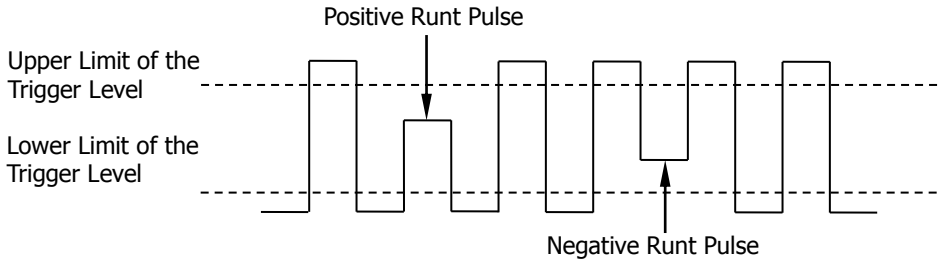 Positive Runt Pulse
Upper Limit of the
Trigger Level
Lower Limit of the
Trigger Level
Negative Runt Pulse